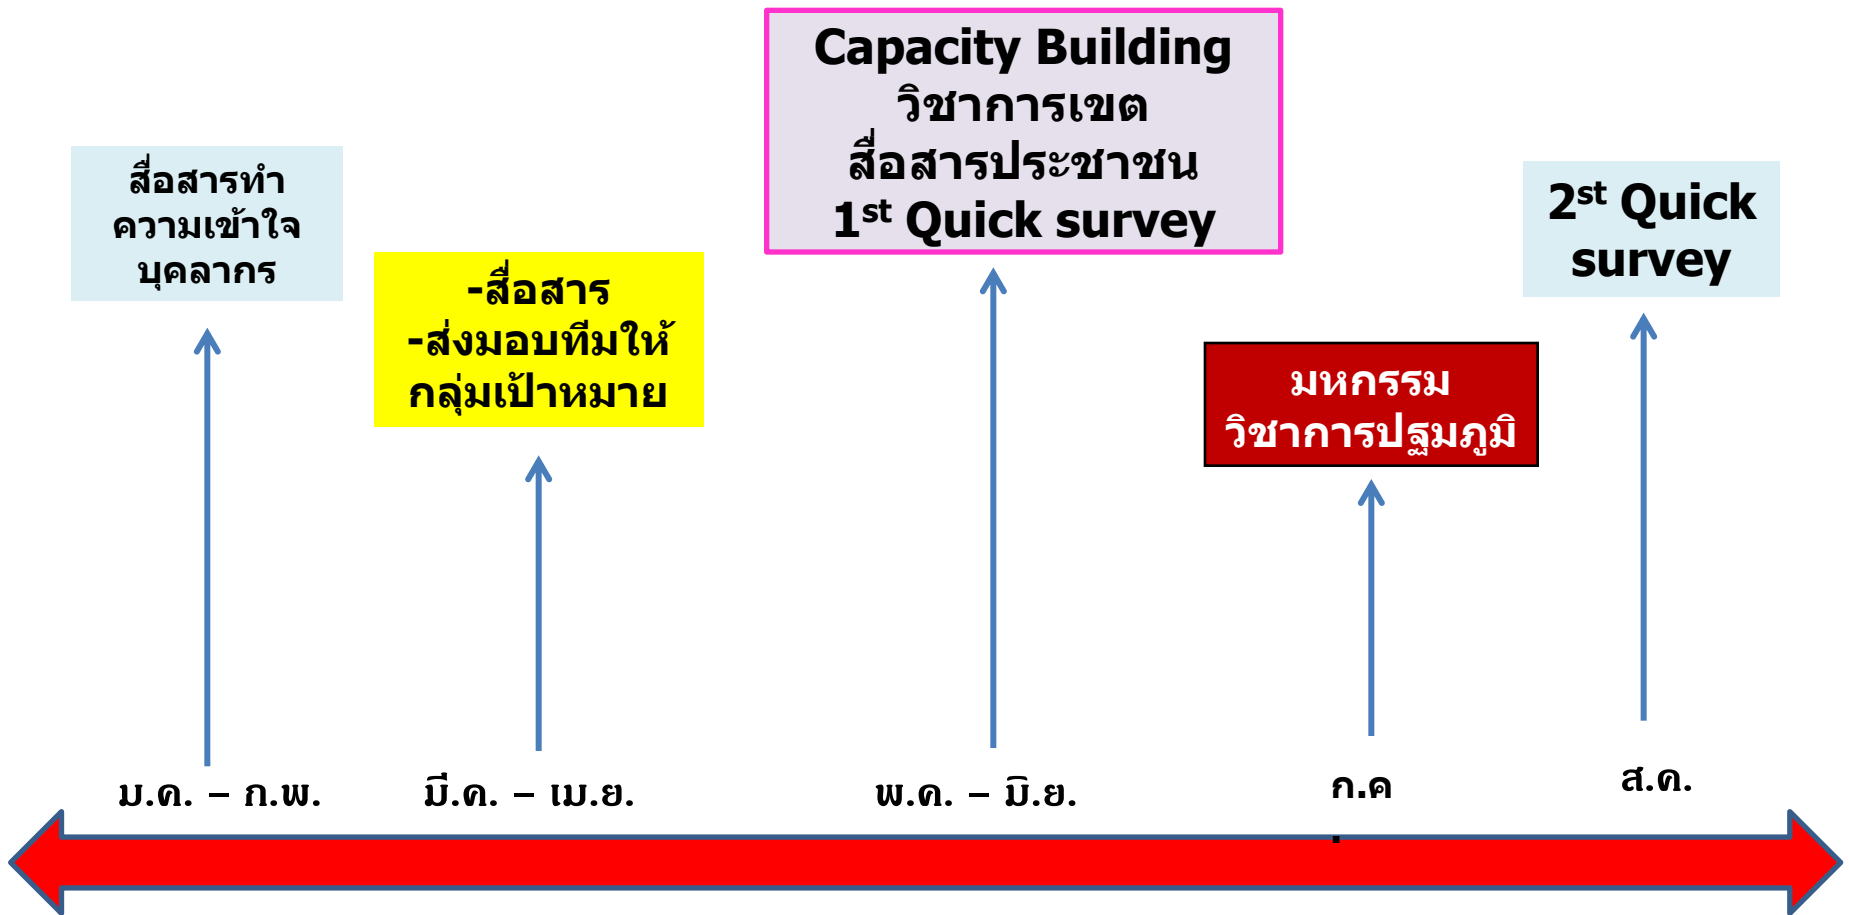 สื่อสารทำ
ความเข้าใจ
บุคลากร
-สื่อสาร
-ส่งมอบทีมให้
กลุ่มเป้าหมาย
Capacity Building
วิชาการเขต
สื่อสารประชาชน
1st Quick survey
มหกรรม
วิชาการปฐมภูมิ
2st Quick
survey
ม.ค. – ก.พ.
มี.ค. – เม.ย.
พ.ค. – มิ.ย.
ก.ค
.
ส.ค.